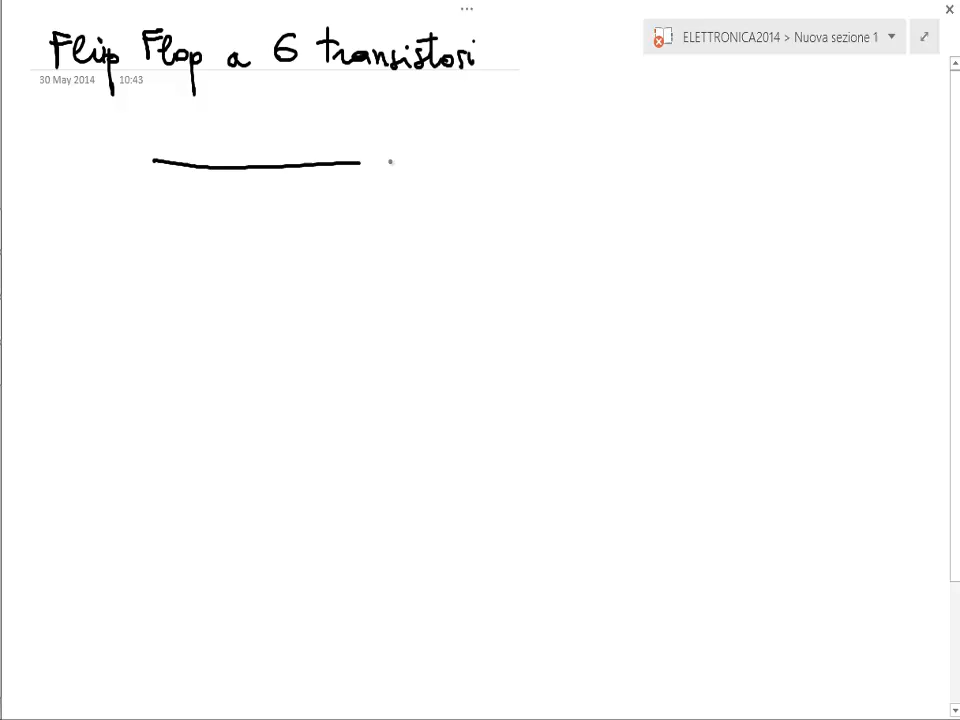 ELETTRONICA2014 > Nuova sezione 1
Flip Flop a 6 transistori
30 May 2014 10:43